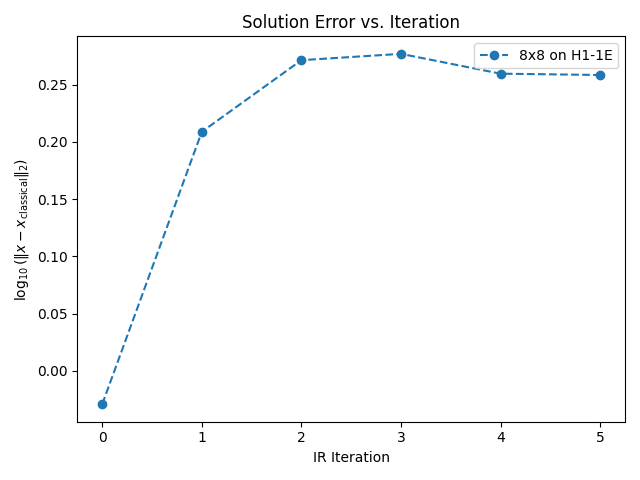 Solution Error vs. Iteration
8x8 on H1-1E
log₁₀(‖x − x_classical‖₂)
0.25
0.20
0.15
0.10
0.05
0.00
0 1 2 3 4 5
IR Iteration